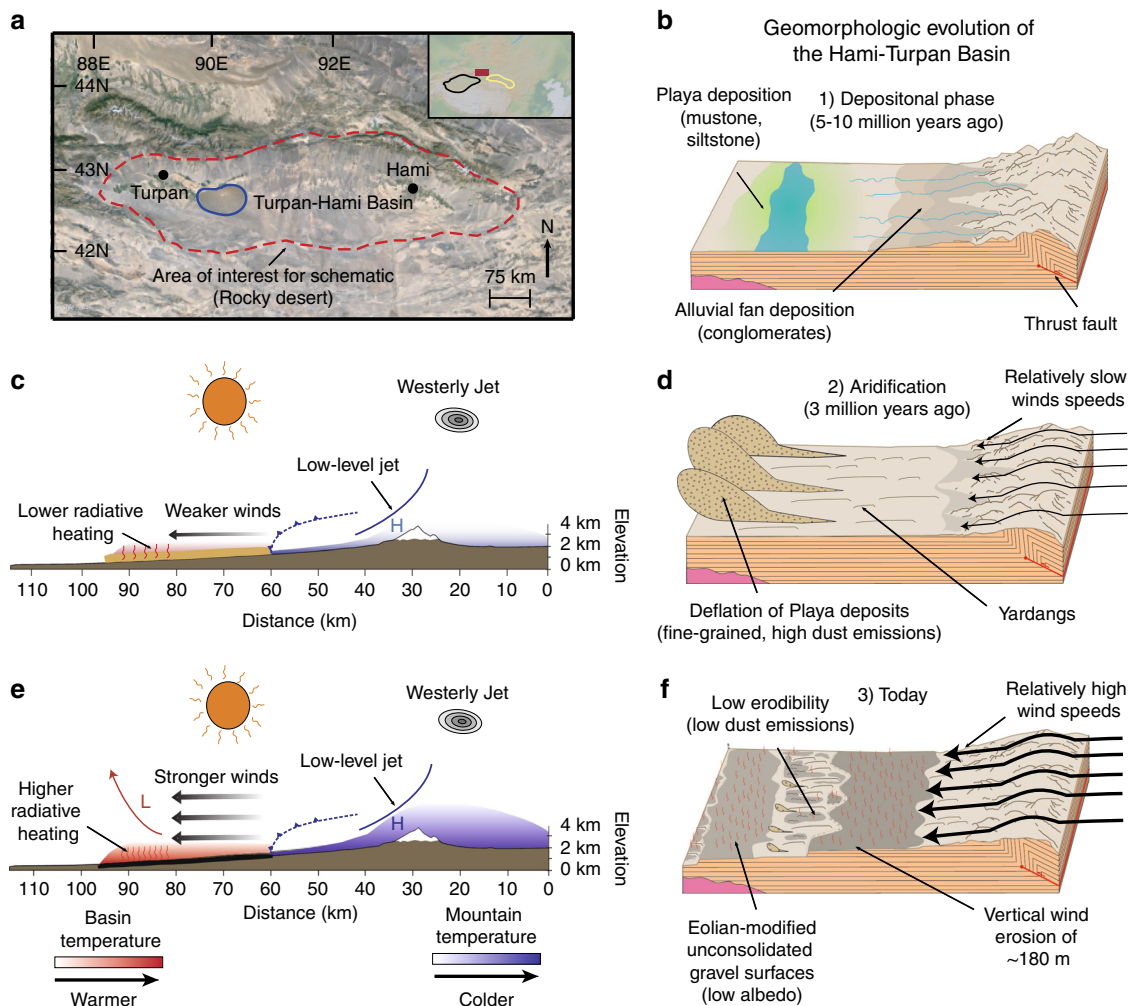 a
88E
90E
92E
44N
43N
42N
Turpan
Hami
Turpan-Hami Basin
Area of interest for schematic
(Rocky desert)
N
75 km
b
Geomorphologic evolution of
the Hami-Turpan Basin
Playa deposition
(mustone,
siltstone)
1) Depositonal phase
(5-10 million years ago)
Alluvial fan deposition
(conglomerates)
Thrust fault
c
Westerly Jet
Low-level jet
Lower radiative
heating
Weaker winds
H
4 km
2 km
0 km
Elevation
110 100 90 80 70 60 50 40 30 20 10 0
Distance (km)
d
2) Aridification
(3 million years ago)
Relatively slow
winds speeds
Deflation of Playa deposits
(fine-grained, high dust emissions)
Yardangs
e
Westerly Jet
Low-level jet
Stronger winds
L
Higher
radiative
heating
H
4 km
2 km
0 km
Elevation
110 100 90 80 70 60 50 40 30 20 10 0
Distance (km)
Basin
temperature
Warmer
Mountain
temperature
Colder
f
Low erodibility
(low dust emissions)
3) Today
Relatively high
wind speeds
Eolian-modified
unconsolidated
gravel surfaces
(low albedo)
Vertical wind
erosion of
~180 m